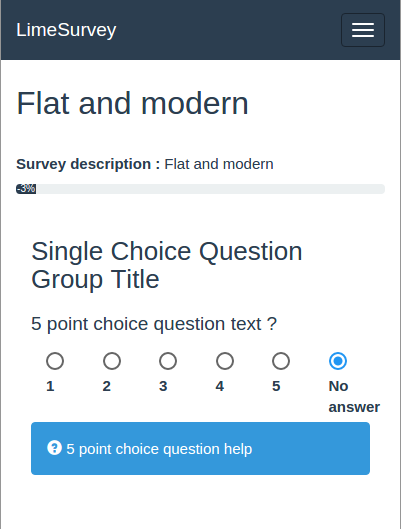 LimeSurvey
Flat and modern
Survey description : Flat and modern
-3%
Single Choice Question
Group Title
5 point choice question text ?
1 2 3 4 5 No
answer
5 point choice question help